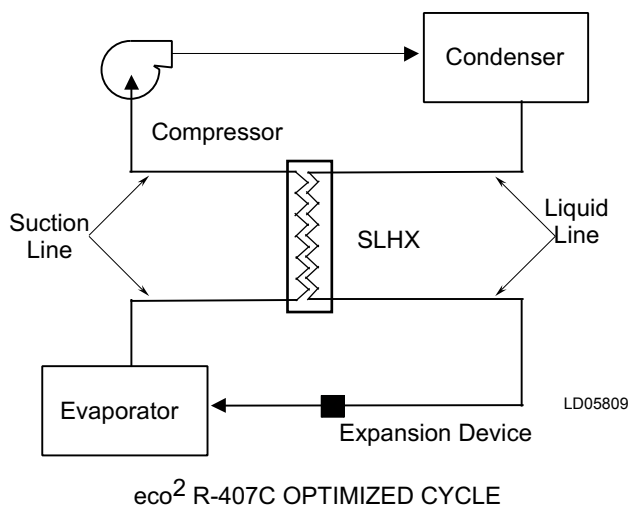 Condenser
Compressor
Suction
Line
SLHX
Liquid
Line
Evaporator
LD05809
Expansion Device
eco² R-407C OPTIMIZED CYCLE